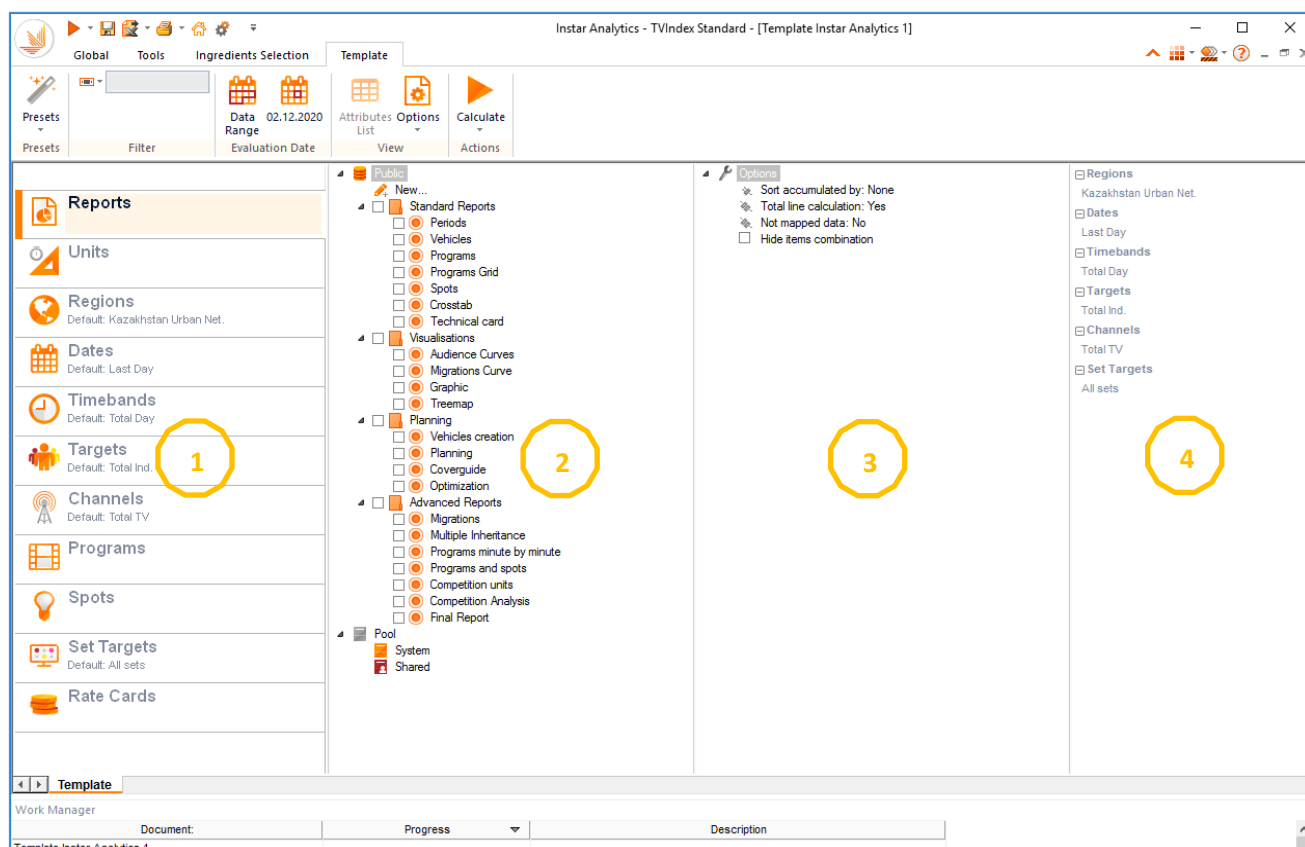 Instar Analytics - TVIndex Standard - [Template Instar Analytics 1]
Global Tools Ingredients Selection Template
Presets
Data Range
02.12.2020
Attributes List
Options
Calculate
Presets Filter Evaluation Date View Actions
Reports
Units
Regions
Default: Kazakhstan Urban Net.
Dates
Default: Last Day
Timebands
Default: Total Day
Targets
Default: Total Ind.
Channels
Default: Total TV
Programs
Spots
Set Targets
Default: All sets
Rate Cards
1
Public
New...
Standard Reports
Periods
Vehicles
Programs
Programs Grid
Spots
Crosstab
Technical card
Visualisations
Audience Curves
Migrations Curve
Graphic
Treemap
Planning
Vehicles creation
Planning
Coverguide
Optimization
Advanced Reports
Migrations
Multiple Inheritance
Programs minute by minute
Programs and spots
Competition units
Competition Analysis
Final Report
Pool
System
Shared
2
Options
Sort accumulated by: None
Total line calculation: Yes
Not mapped data: No
Hide items combination
3
Regions
Kazakhstan Urban Net.
Dates
Last Day
Timebands
Total Day
Targets
Total Ind.
Channels
Total TV
Set Targets
All sets
4
Template
Work Manager
Document: Progress Description
Template Instar Analytics 1